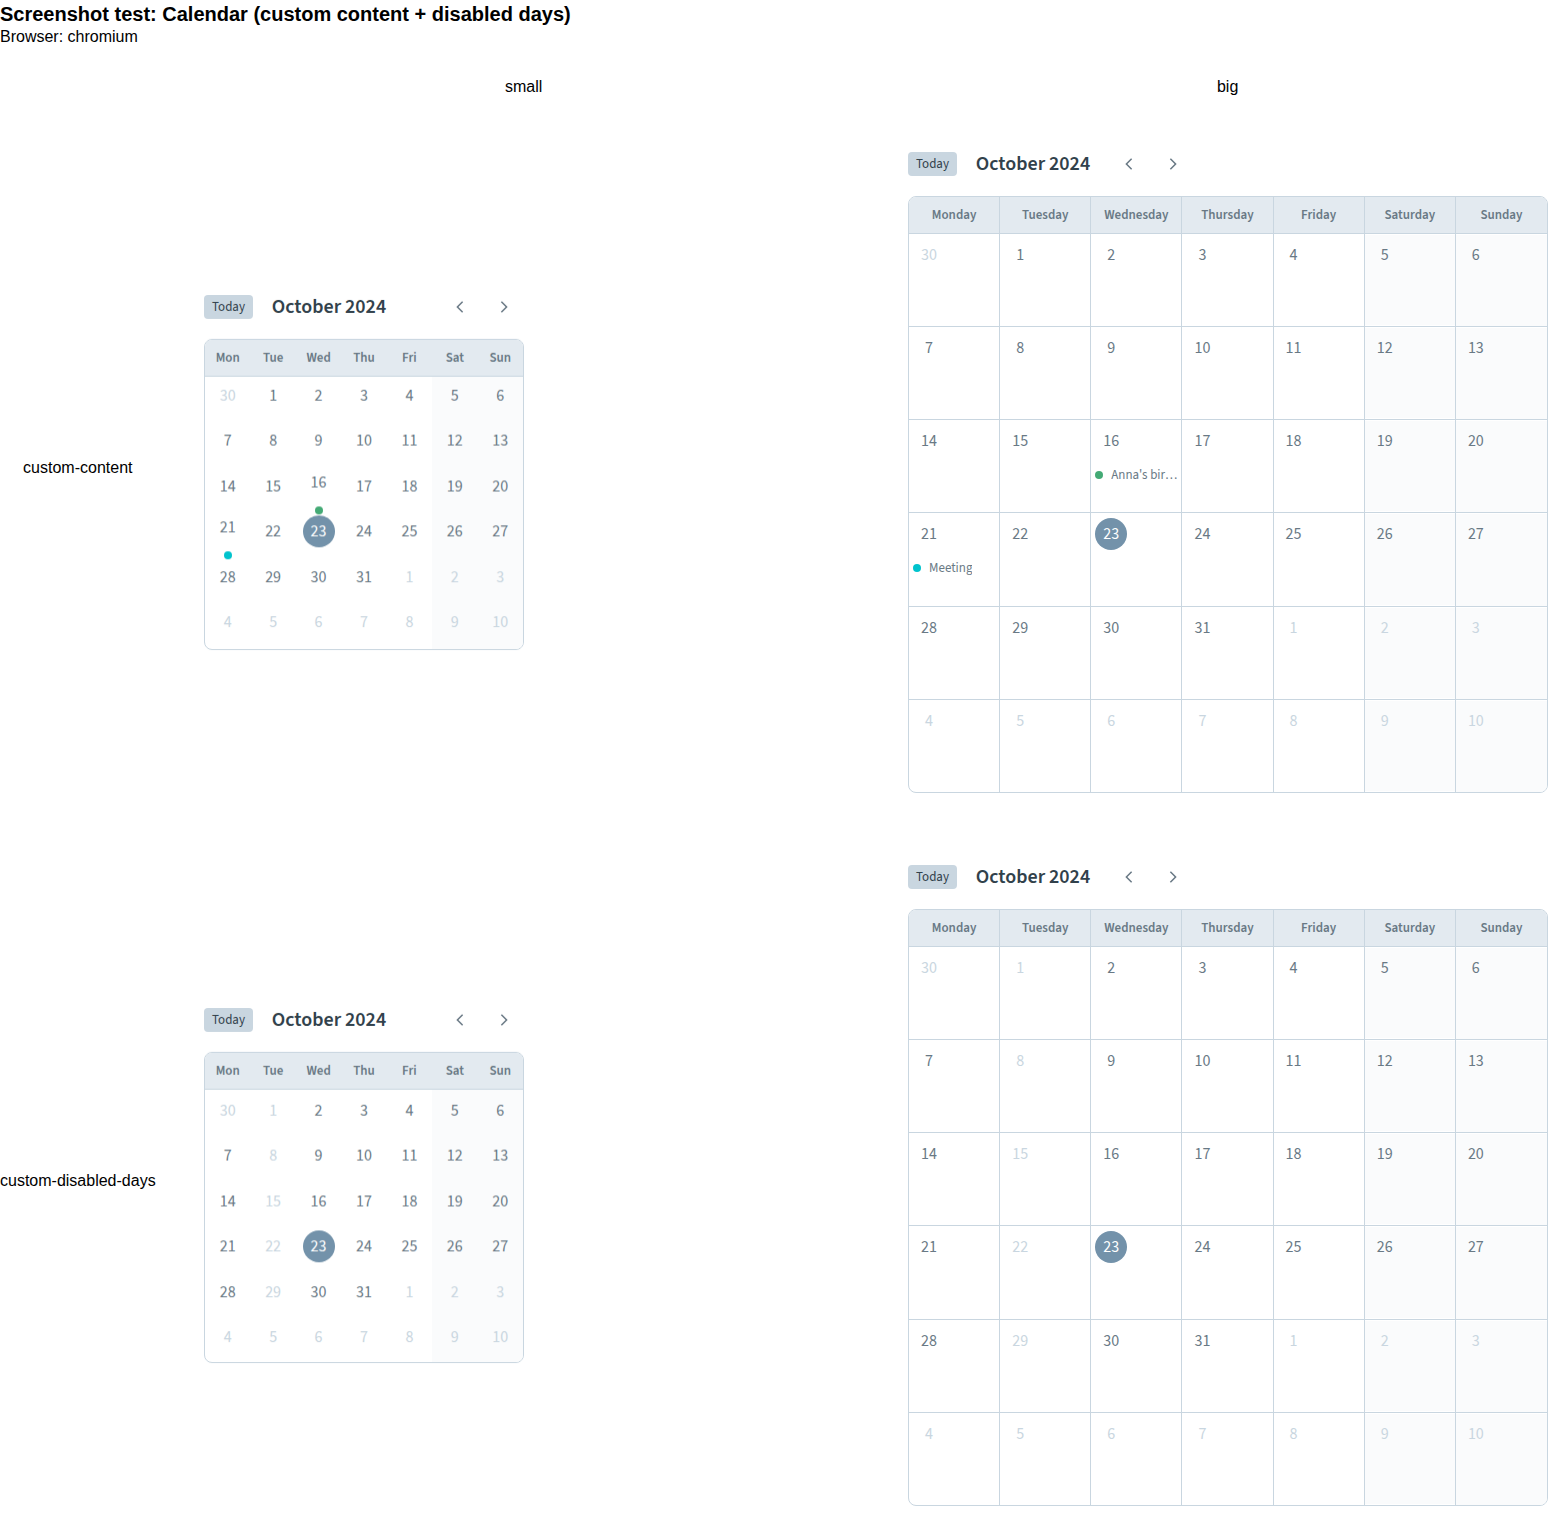 Screenshot test: Calendar (custom content + disabled days)
Browser: chromium
small big
custom-content
Today October 2024
Mon Tue Wed Thu Fri Sat Sun
30 1 2 3 4 5 6
7 8 9 10 11 12 13
14 15 16 17 18 19 20
21 22 23 24 25 26 27
28 29 30 31 1 2 3
4 5 6 7 8 9 10
Today October 2024
Monday Tuesday Wednesday Thursday Friday Saturday Sunday
30 1 2 3 4 5 6
7 8 9 10 11 12 13
14 15 16 17 18 19 20
Anna's bir…
21 22 23 24 25 26 27
Meeting
28 29 30 31 1 2 3
4 5 6 7 8 9 10
custom-disabled-days
Today October 2024
Mon Tue Wed Thu Fri Sat Sun
30 1 2 3 4 5 6
7 8 9 10 11 12 13
14 15 16 17 18 19 20
21 22 23 24 25 26 27
28 29 30 31 1 2 3
4 5 6 7 8 9 10
Today October 2024
Monday Tuesday Wednesday Thursday Friday Saturday Sunday
30 1 2 3 4 5 6
7 8 9 10 11 12 13
14 15 16 17 18 19 20
21 22 23 24 25 26 27
28 29 30 31 1 2 3
4 5 6 7 8 9 10